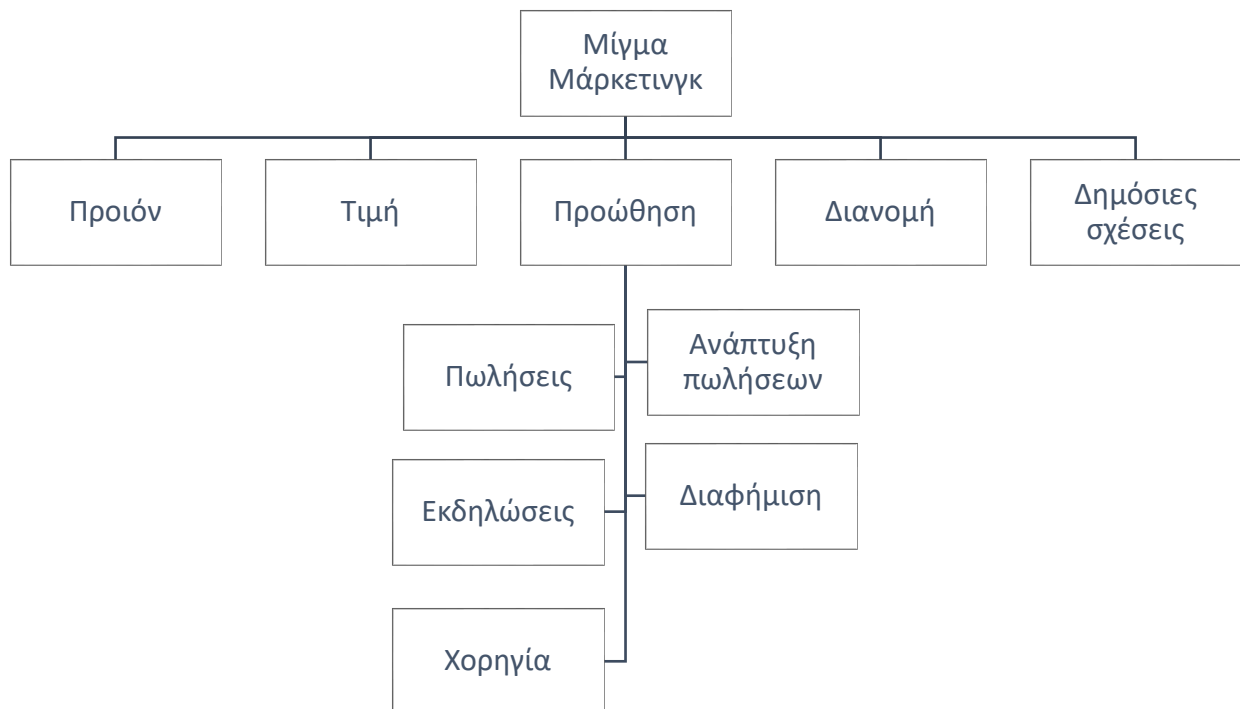 Μίγμα
Μάρκετινγκ
Προιόν
Τιμή
Προώθηση
Διανομή
Δημόσιες
σχέσεις
Πωλήσεις
Ανάπτυξη
πωλήσεων
Εκδηλώσεις
Διαφήμιση
Χορηγία